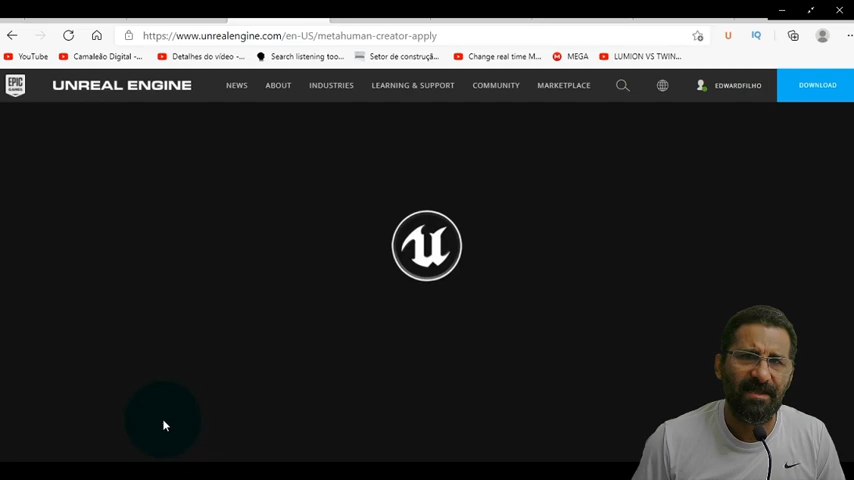 https://www.unrealengine.com/en-US/metahuman-creator-apply
YouTube Camaleão Digital -... Detalhes do vídeo -... Search listening too... Setor de construçã... Change real time M... MEGA LUMION VS TWIN...
EPIC GAMES UNREAL ENGINE NEWS ABOUT INDUSTRIES LEARNING & SUPPORT COMMUNITY MARKETPLACE EDWARDFILHO DOWNLOAD